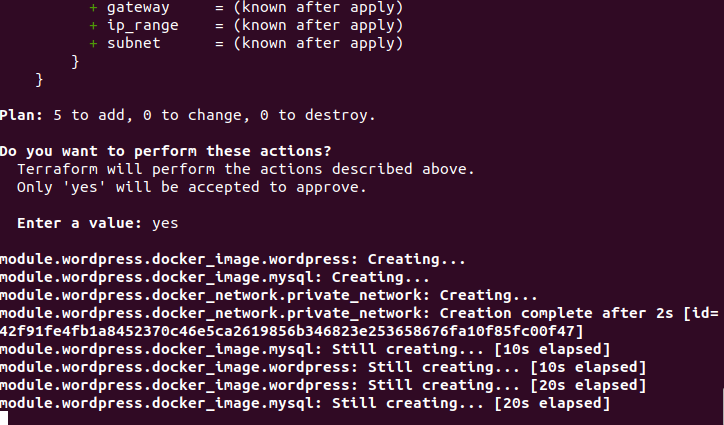 + gateway     = (known after apply)
+ ip_range    = (known after apply)
+ subnet      = (known after apply)
}
}
Plan: 5 to add, 0 to change, 0 to destroy.
Do you want to perform these actions?
Terraform will perform the actions described above.
Only 'yes' will be accepted to approve.
Enter a value: yes
module.wordpress.docker_image.wordpress: Creating...
module.wordpress.docker_image.mysql: Creating...
module.wordpress.docker_network.private_network: Creating...
module.wordpress.docker_network.private_network: Creation complete after 2s [id=
42f91fe4fb1a8452370c46e5ca2619856b346823e253658676fa10f85fc00f47]
module.wordpress.docker_image.mysql: Still creating... [10s elapsed]
module.wordpress.docker_image.wordpress: Still creating... [10s elapsed]
module.wordpress.docker_image.wordpress: Still creating... [20s elapsed]
module.wordpress.docker_image.mysql: Still creating... [20s elapsed]